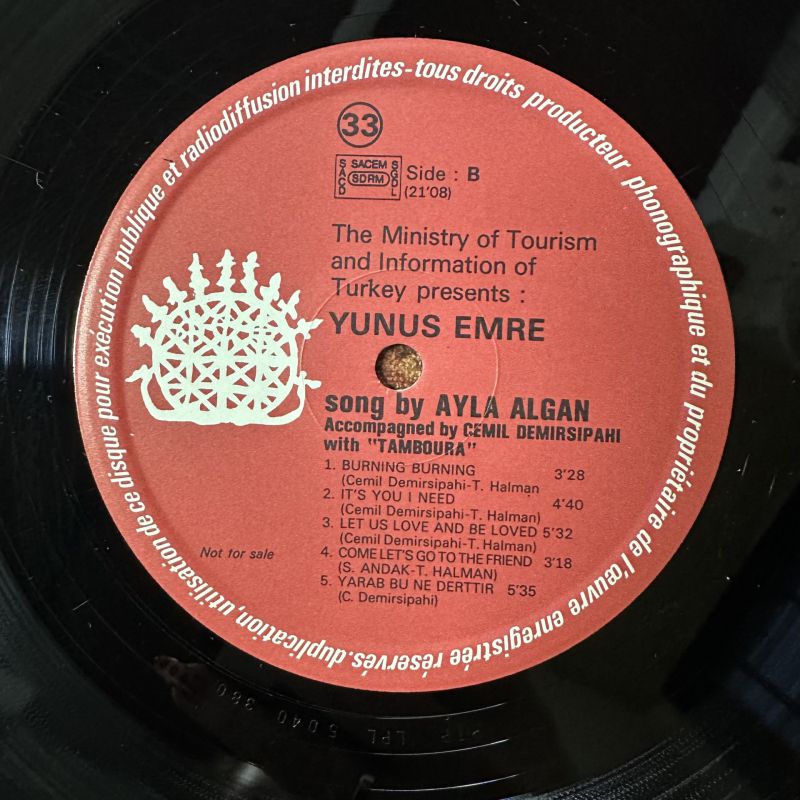 duplication, utilisation de ce disque pour exécution publique et radiodiffusion interdites - tous droits producteur phonographique et du propriétaire de l'œuvre enregistrée réservés.
33
SACEM
SACD
SDRM
SGDL
Side : B
(21'08)
The Ministry of Tourism
and Information of
Turkey presents :
YUNUS EMRE
song by AYLA ALGAN
Accompagned by CEMIL DEMIRSIPAHI
with "TAMBOURA"
1. BURNING BURNING 3'28
(Cemil Demirsipahi-T. Halman
2. IT'S YOU I NEED 4'40
(Cemil Demirsipahi-T. Halman)
3. LET US LOVE AND BE LOVED 5'32
(Cemil Demirsipahi-T. Halman)
4. COME LET'S GO TO THE FRIEND 3'18
(S. ANDAK-T. HALMAN)
5. YARAB BU NE DERTTIR 5'35
(C. Demirsipahi)
Not for sale
LPL 5040 380